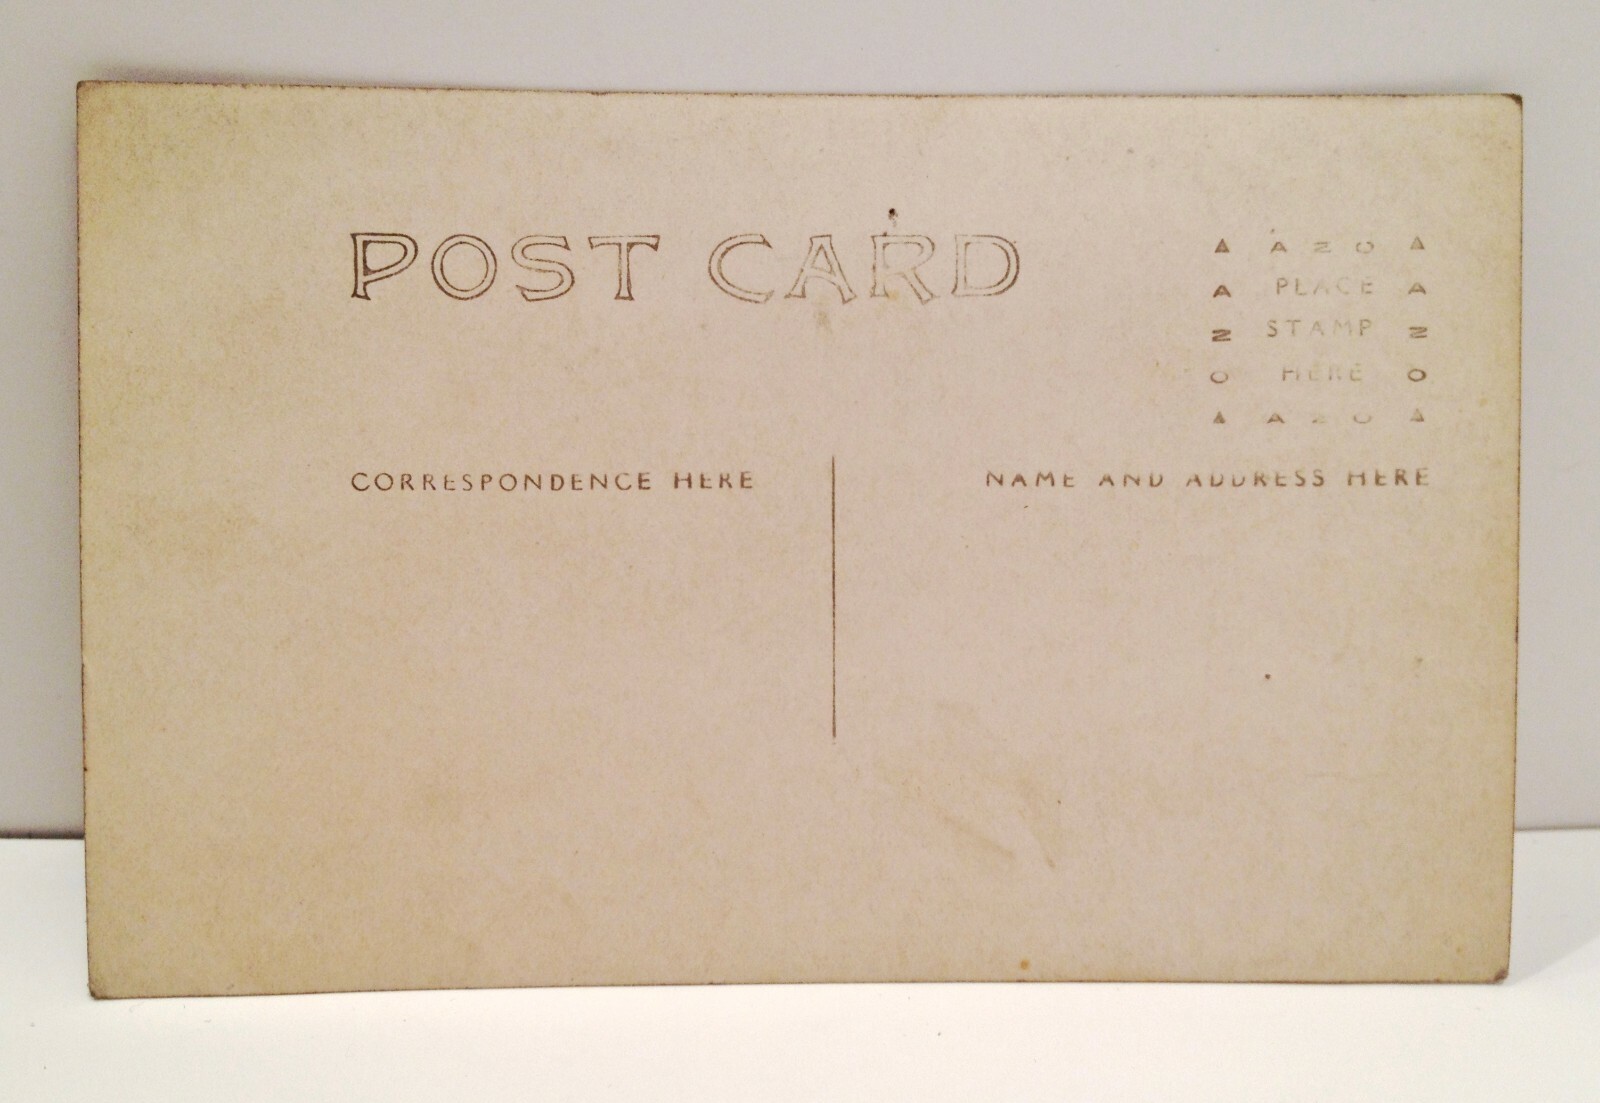 POST CARD
▲ AZO ▲
A PLACE A
Z STAMP Z
O HERE O
▲ AZO ▲
CORRESPONDENCE HERE
NAME AND ADDRESS HERE